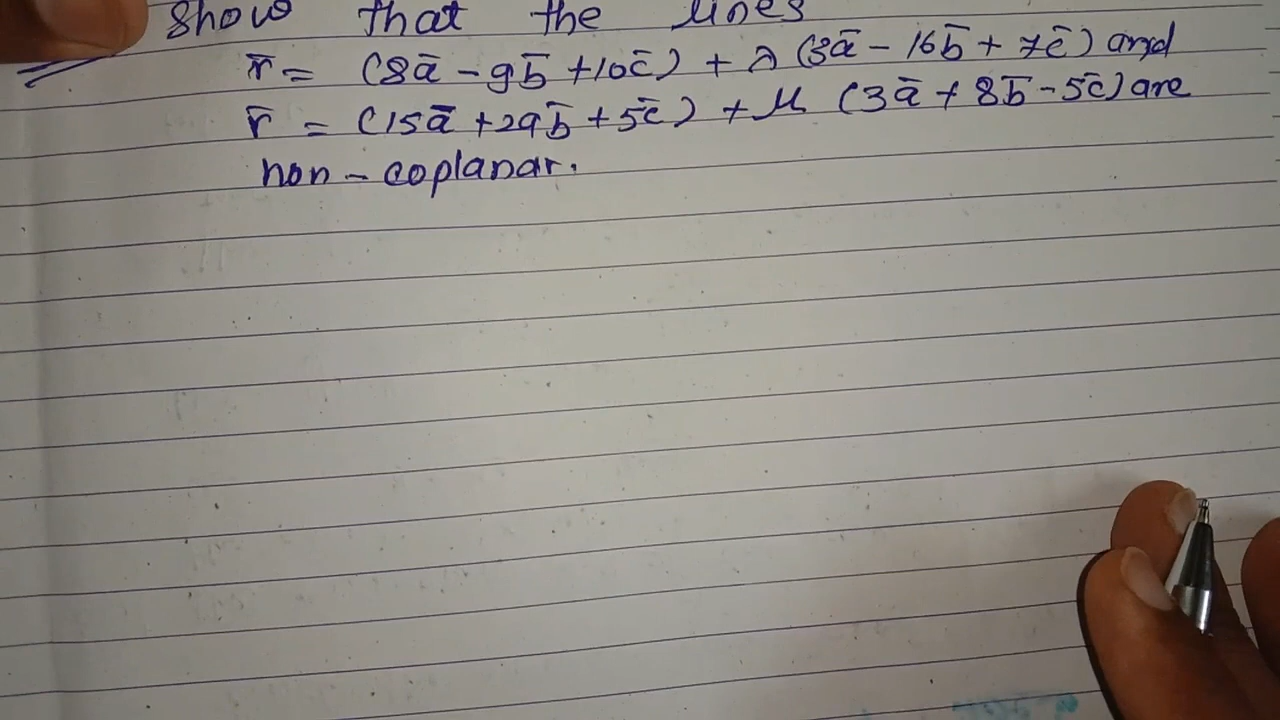 Show that the lines
r̄ = (8ā - 9b̄ + 10c̄) + λ (3ā - 16b̄ + 7c̄) and
r̄ = (15ā + 29b̄ + 5c̄) + μ (3ā + 8b̄ - 5c̄) are
non - coplanar.